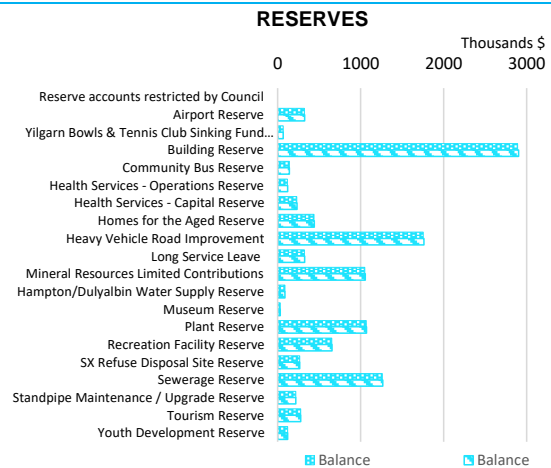 RESERVES
Thousands $
0 1000 2000 3000
Reserve accounts restricted by Council
Airport Reserve
Yilgarn Bowls & Tennis Club Sinking Fund…
Building Reserve
Community Bus Reserve
Health Services - Operations Reserve
Health Services - Capital Reserve
Homes for the Aged Reserve
Heavy Vehicle Road Improvement
Long Service Leave
Mineral Resources Limited Contributions
Hampton/Dulyalbin Water Supply Reserve
Museum Reserve
Plant Reserve
Recreation Facility Reserve
SX Refuse Disposal Site Reserve
Sewerage Reserve
Standpipe Maintenance / Upgrade Reserve
Tourism Reserve
Youth Development Reserve
Balance Balance